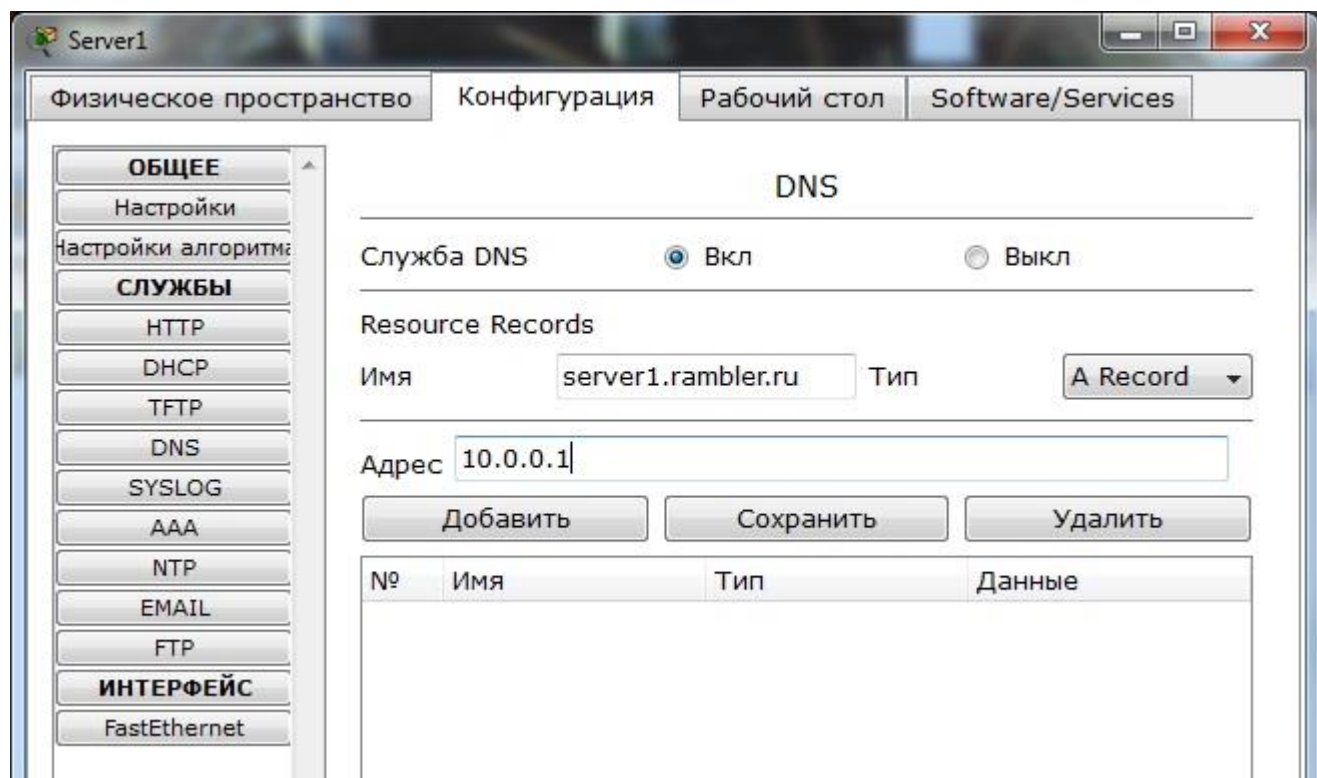 Server1
Физическое пространство Конфигурация Рабочий стол Software/Services
ОБЩЕЕ
Настройки
Настройки алгоритма
СЛУЖБЫ
HTTP
DHCP
TFTP
DNS
SYSLOG
AAA
NTP
EMAIL
FTP
ИНТЕРФЕЙС
FastEthernet
DNS
Служба DNS Вкл Выкл
Resource Records
Имя server1.rambler.ru Тип A Record
Адрес 10.0.0.1
Добавить Сохранить Удалить
№ Имя Тип Данные